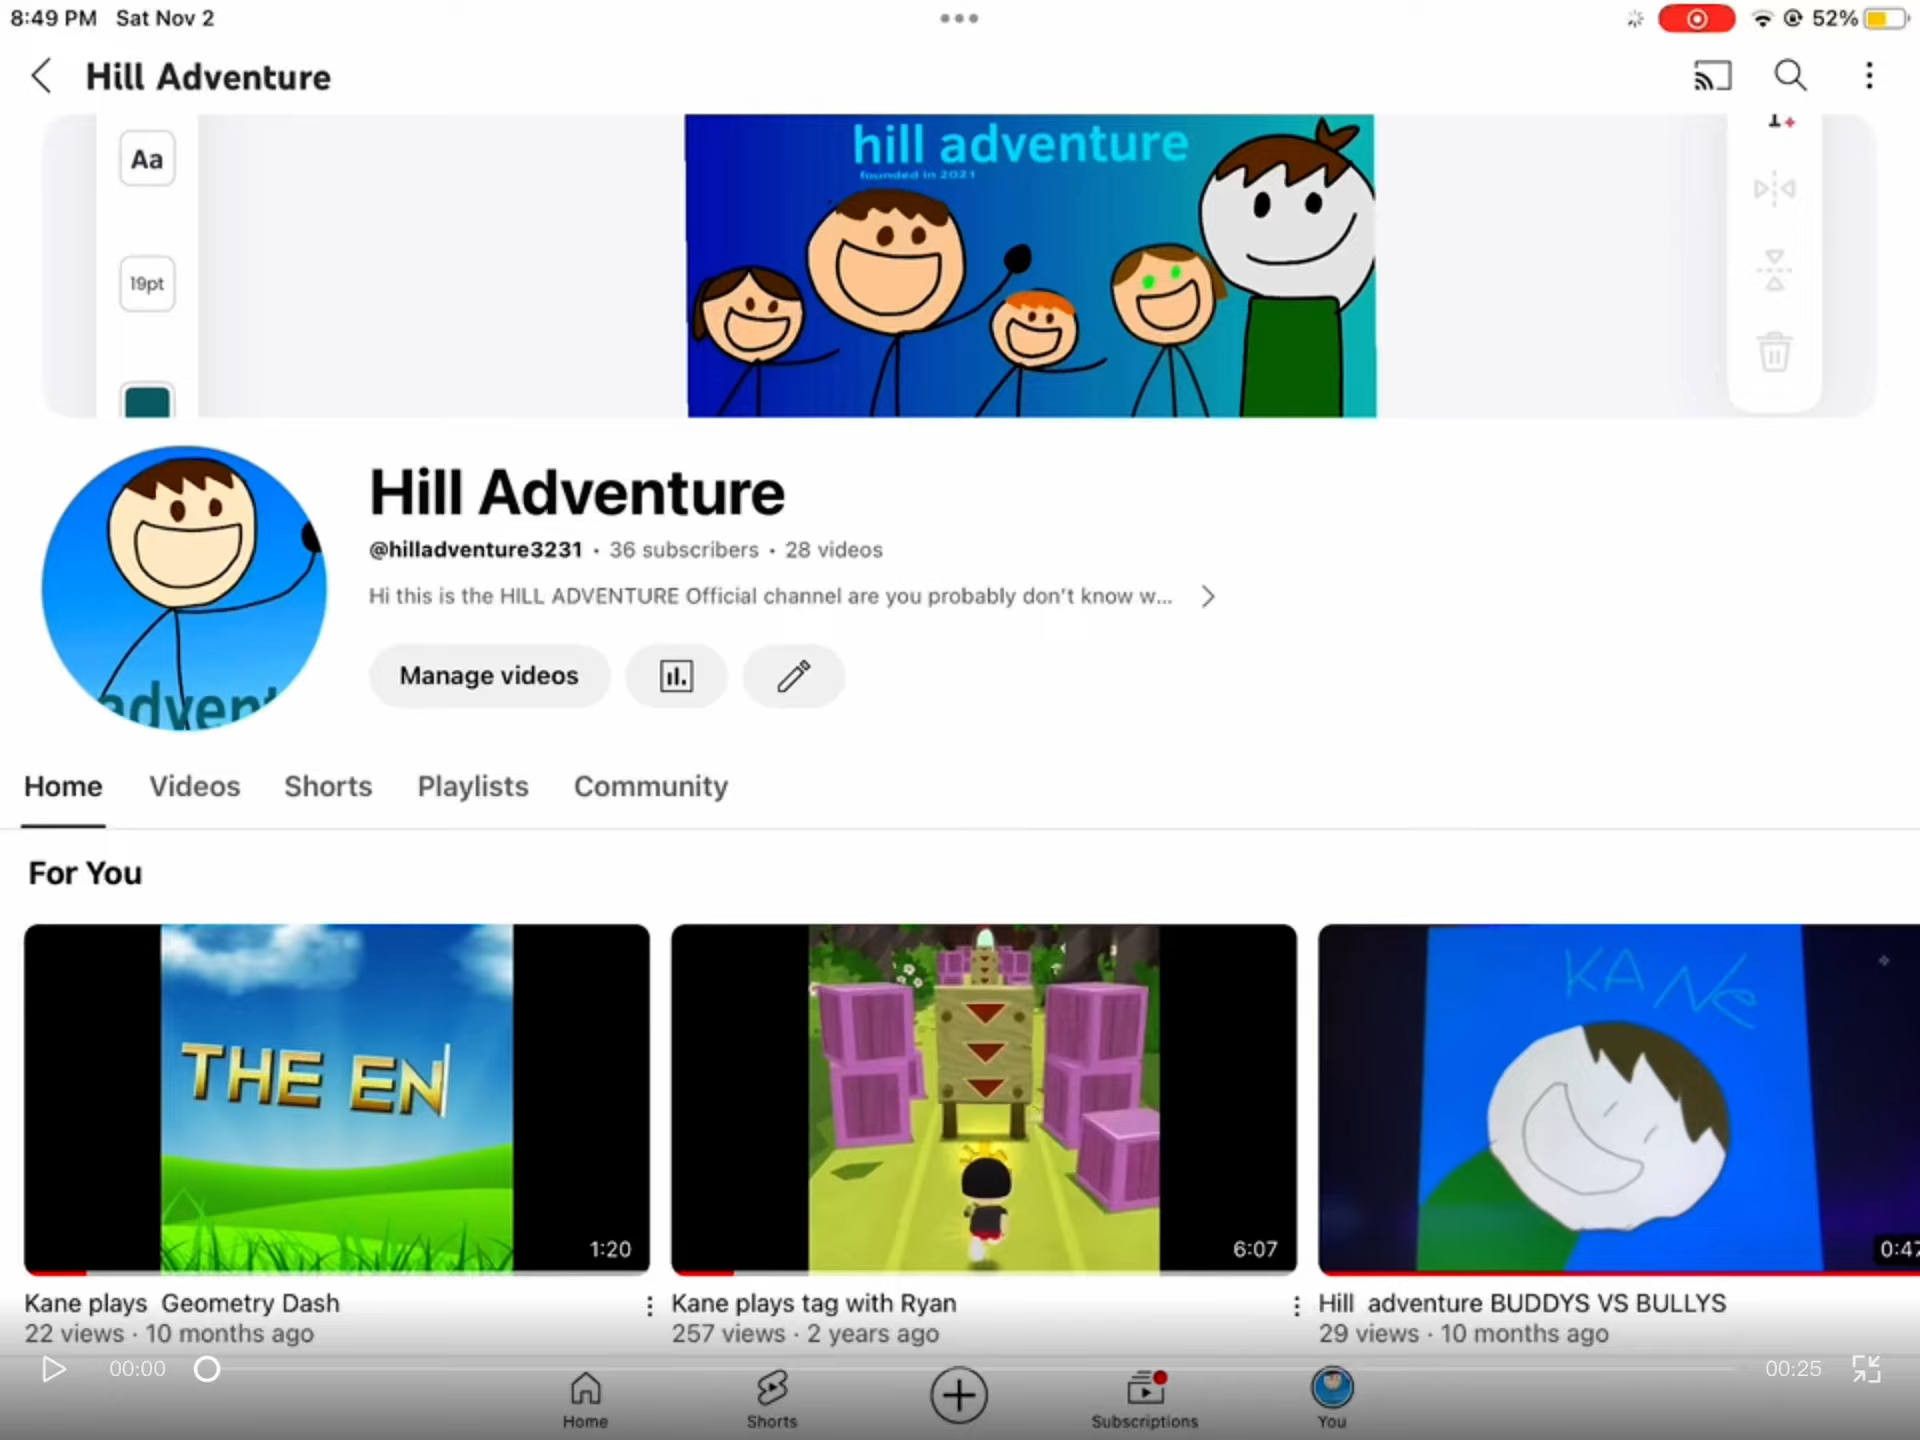 8:49 PM Sat Nov 2
52%
Hill Adventure
Aa
19pt
hill adventure
founded in 2021
advent
Hill Adventure
@hilladventure3231 · 36 subscribers · 28 videos
Hi this is the HILL ADVENTURE Official channel are you probably don't know w...
Manage videos
Home Videos Shorts Playlists Community
For You
THE EN
KANe
1:20
6:07
0:47
Kane plays Geometry Dash
22 views · 10 months ago
Kane plays tag with Ryan
257 views · 2 years ago
Hill adventure BUDDYS VS BULLYS
29 views · 10 months ago
00:00
00:25
Home
Shorts
Subscriptions
You